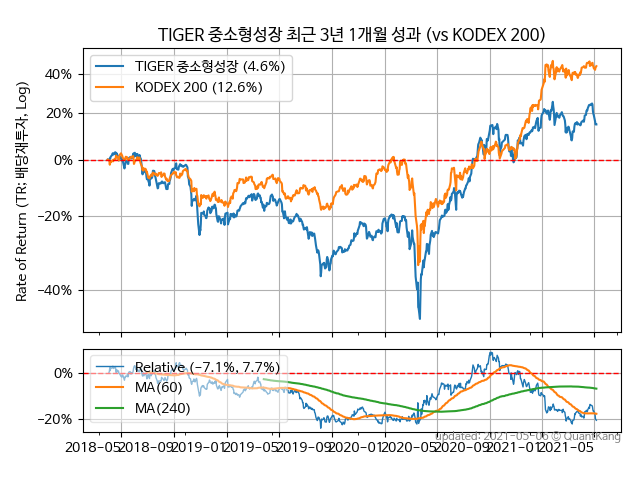 TIGER 중소형성장 최근 3년 1개월 성과 (vs KODEX 200)
Rate of Return (TR: 배당재투자, Log)
TIGER 중소형성장 (4.6%)
KODEX 200 (12.6%)
40%
20%
0%
−20%
−40%
Relative (−7.1%, 7.7%)
MA(60)
MA(240)
0%
−20%
2018-05
2018-09
2019-01
2019-05
2019-09
2020-01
2020-05
2020-09
2021-01
2021-05
updated: 2021-05-06 © QuantKang